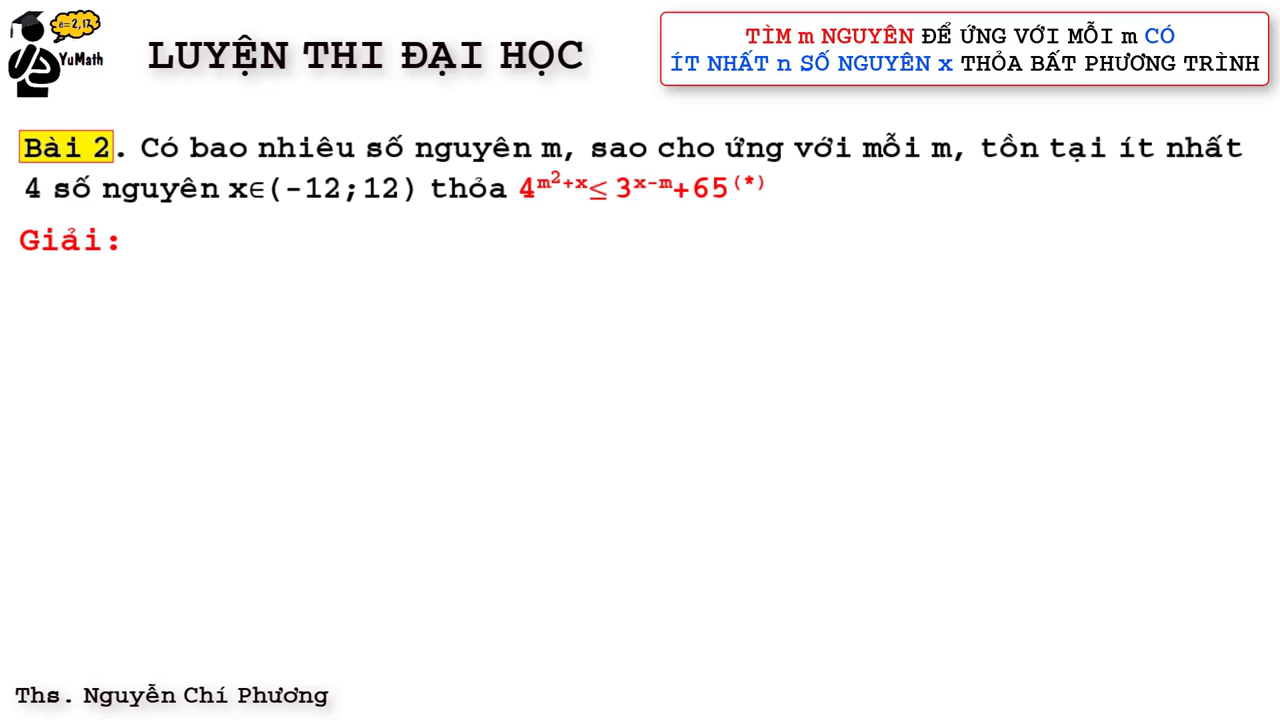 e=2,17
YuMath
LUYỆN THI ĐẠI HỌC
TÌM m NGUYÊN ĐỂ ỨNG VỚI MỖI m CÓ
ÍT NHẤT n SỐ NGUYÊN x THỎA BẤT PHƯƠNG TRÌNH
Bài 2. Có bao nhiêu số nguyên m, sao cho ứng với mỗi m, tồn tại ít nhất
4 số nguyên x∈(-12;12) thỏa 4^{m²+x} ≤ 3^{x-m}+65^{(*)}
Giải:
Ths. Nguyễn Chí Phương